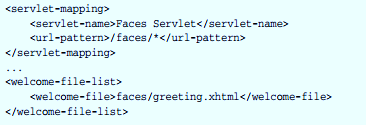 <servlet-mapping>
    <servlet-name>Faces Servlet</servlet-name>
    <url-pattern>/faces/*</url-pattern>
</servlet-mapping>
...
<welcome-file-list>
    <welcome-file>faces/greeting.xhtml</welcome-file>
</welcome-file-list>